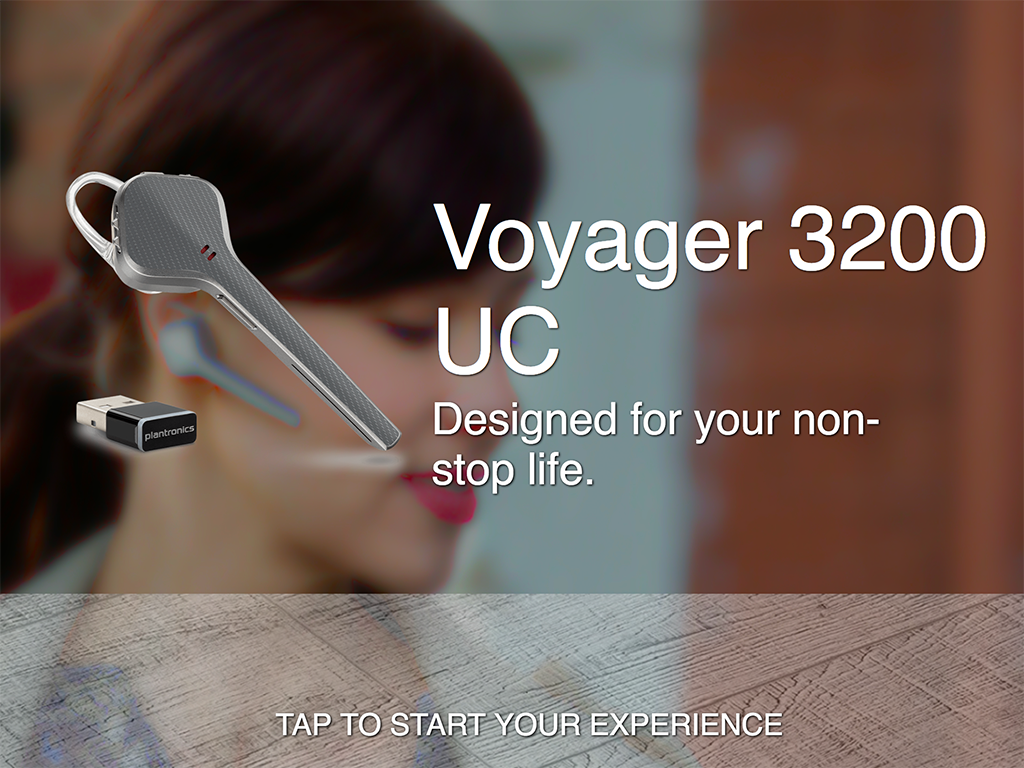 Voyager 3200
UC
Designed for your non-
stop life.
plantronics
TAP TO START YOUR EXPERIENCE